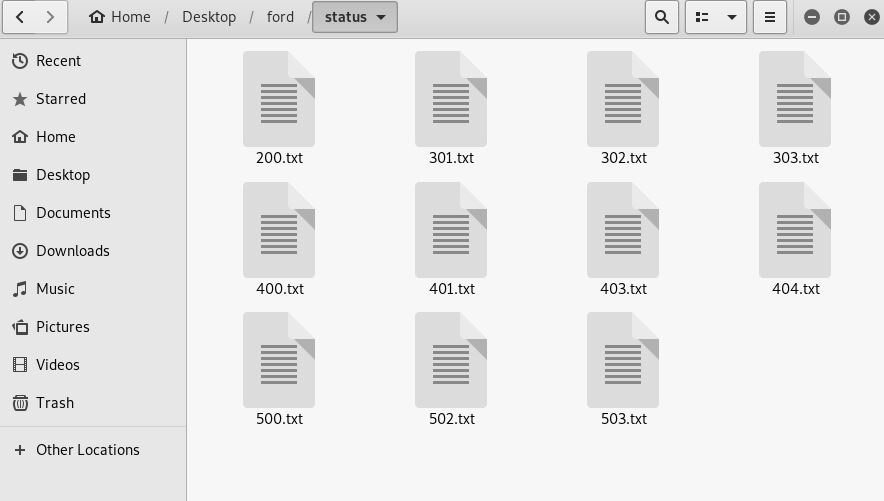 Home / Desktop / ford / status
Recent
Starred
Home
Desktop
Documents
Downloads
Music
Pictures
Videos
Trash
Other Locations
200.txt 301.txt 302.txt 303.txt
400.txt 401.txt 403.txt 404.txt
500.txt 502.txt 503.txt